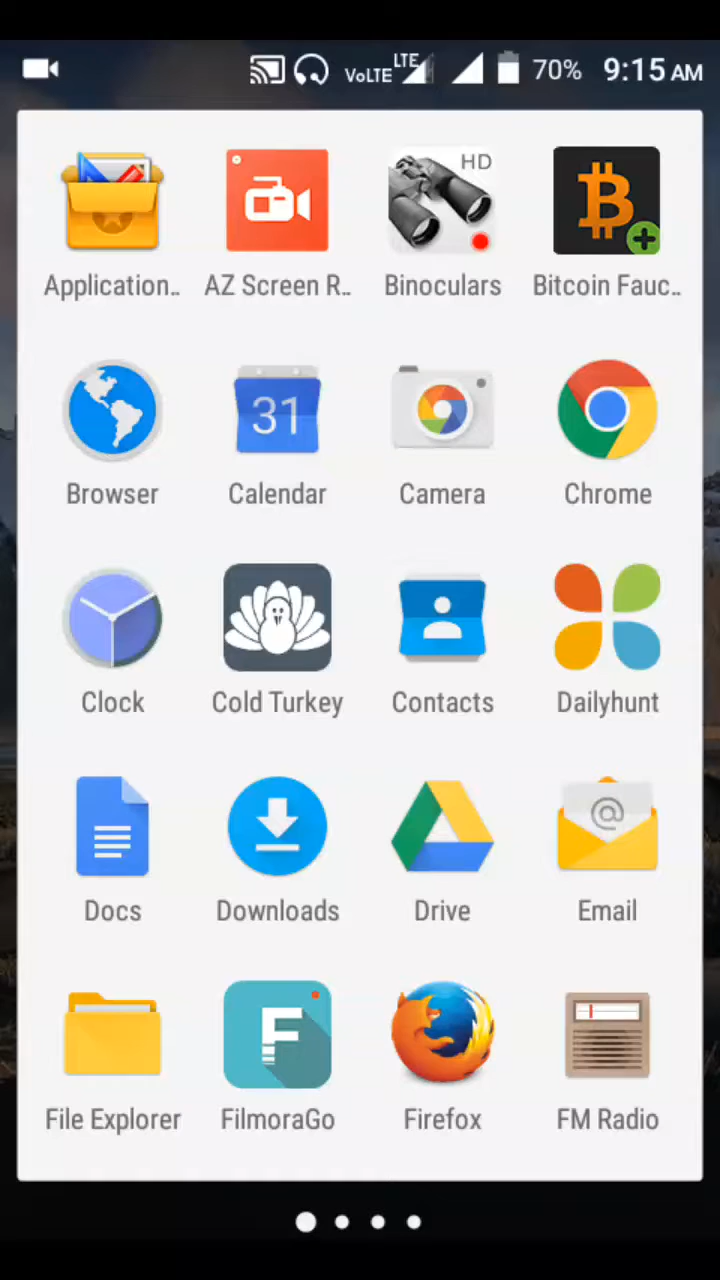 VoLTE LTE 70% 9:15 AM
HD
Application.. AZ Screen R.. Binoculars Bitcoin Fauc..
31
Browser Calendar Camera Chrome
Clock Cold Turkey Contacts Dailyhunt
@
Docs Downloads Drive Email
F
File Explorer FilmoraGo Firefox FM Radio